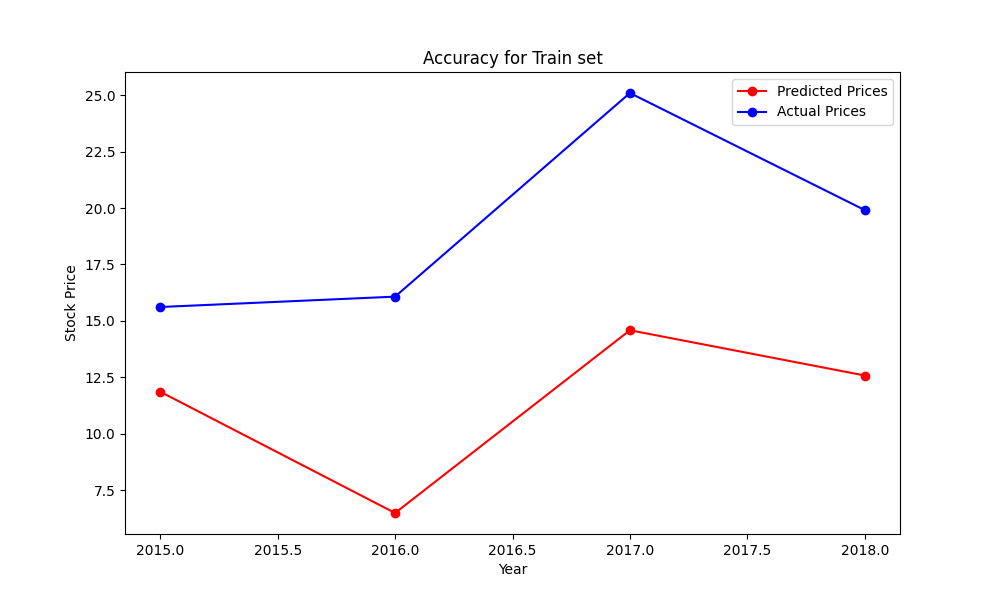 Accuracy for Train set
Predicted Prices
Actual Prices
25.0
22.5
20.0
17.5
15.0
12.5
10.0
7.5
Stock Price
2015.0 2015.5 2016.0 2016.5 2017.0 2017.5 2018.0
Year